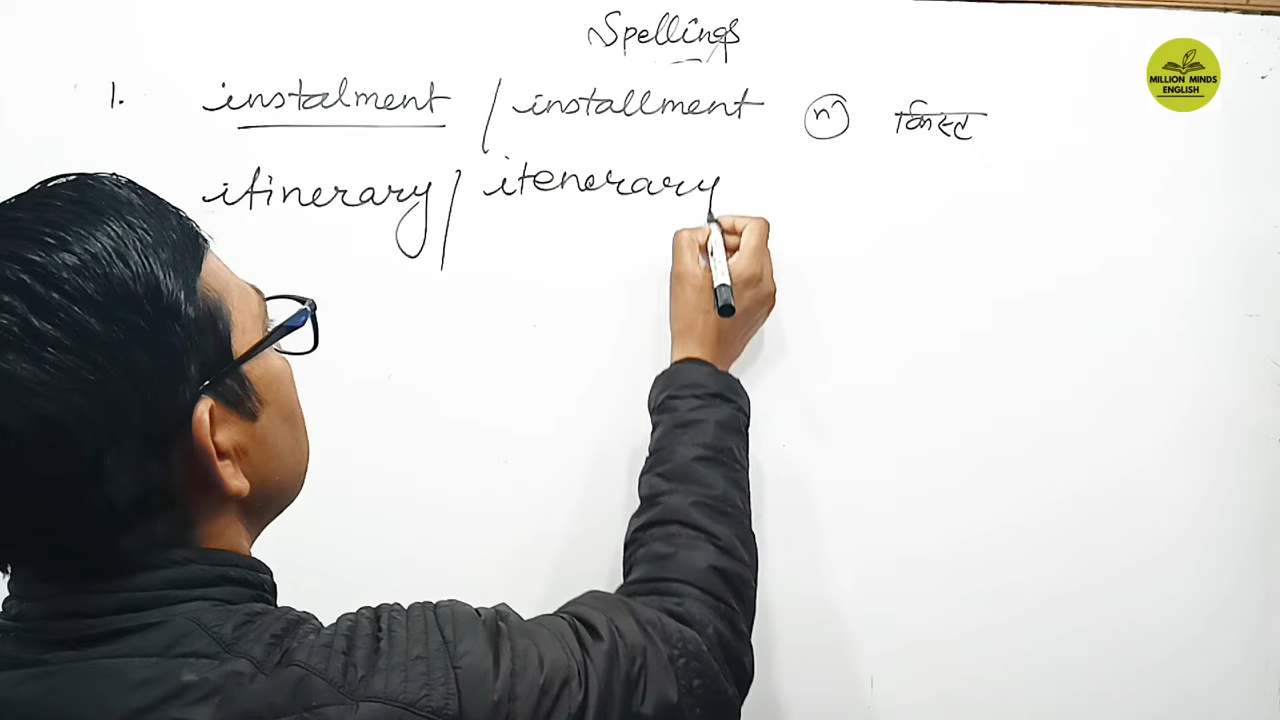 Spellings
1. instalment / installment (n) किस्त
itinerary / itenerary
MILLION MINDS
ENGLISH